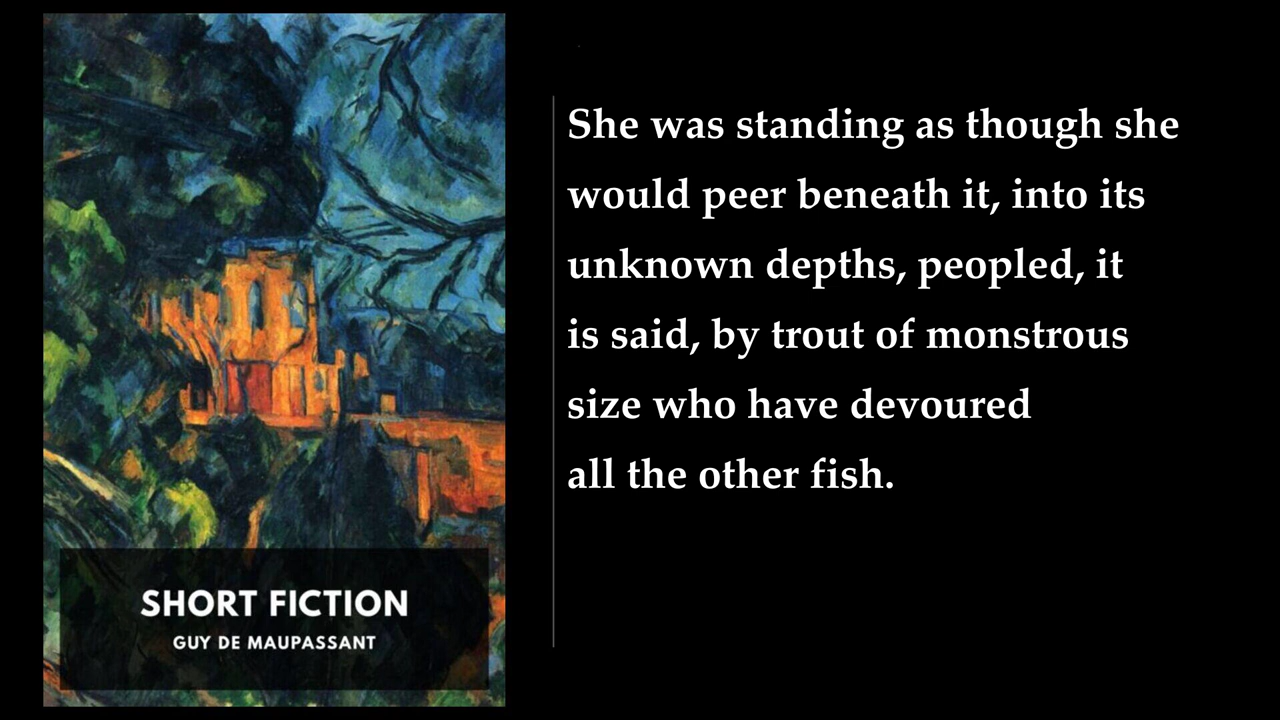 SHORT FICTION
GUY DE MAUPASSANT
She was standing as though she
would peer beneath it, into its
unknown depths, peopled, it
is said, by trout of monstrous
size who have devoured
all the other fish.